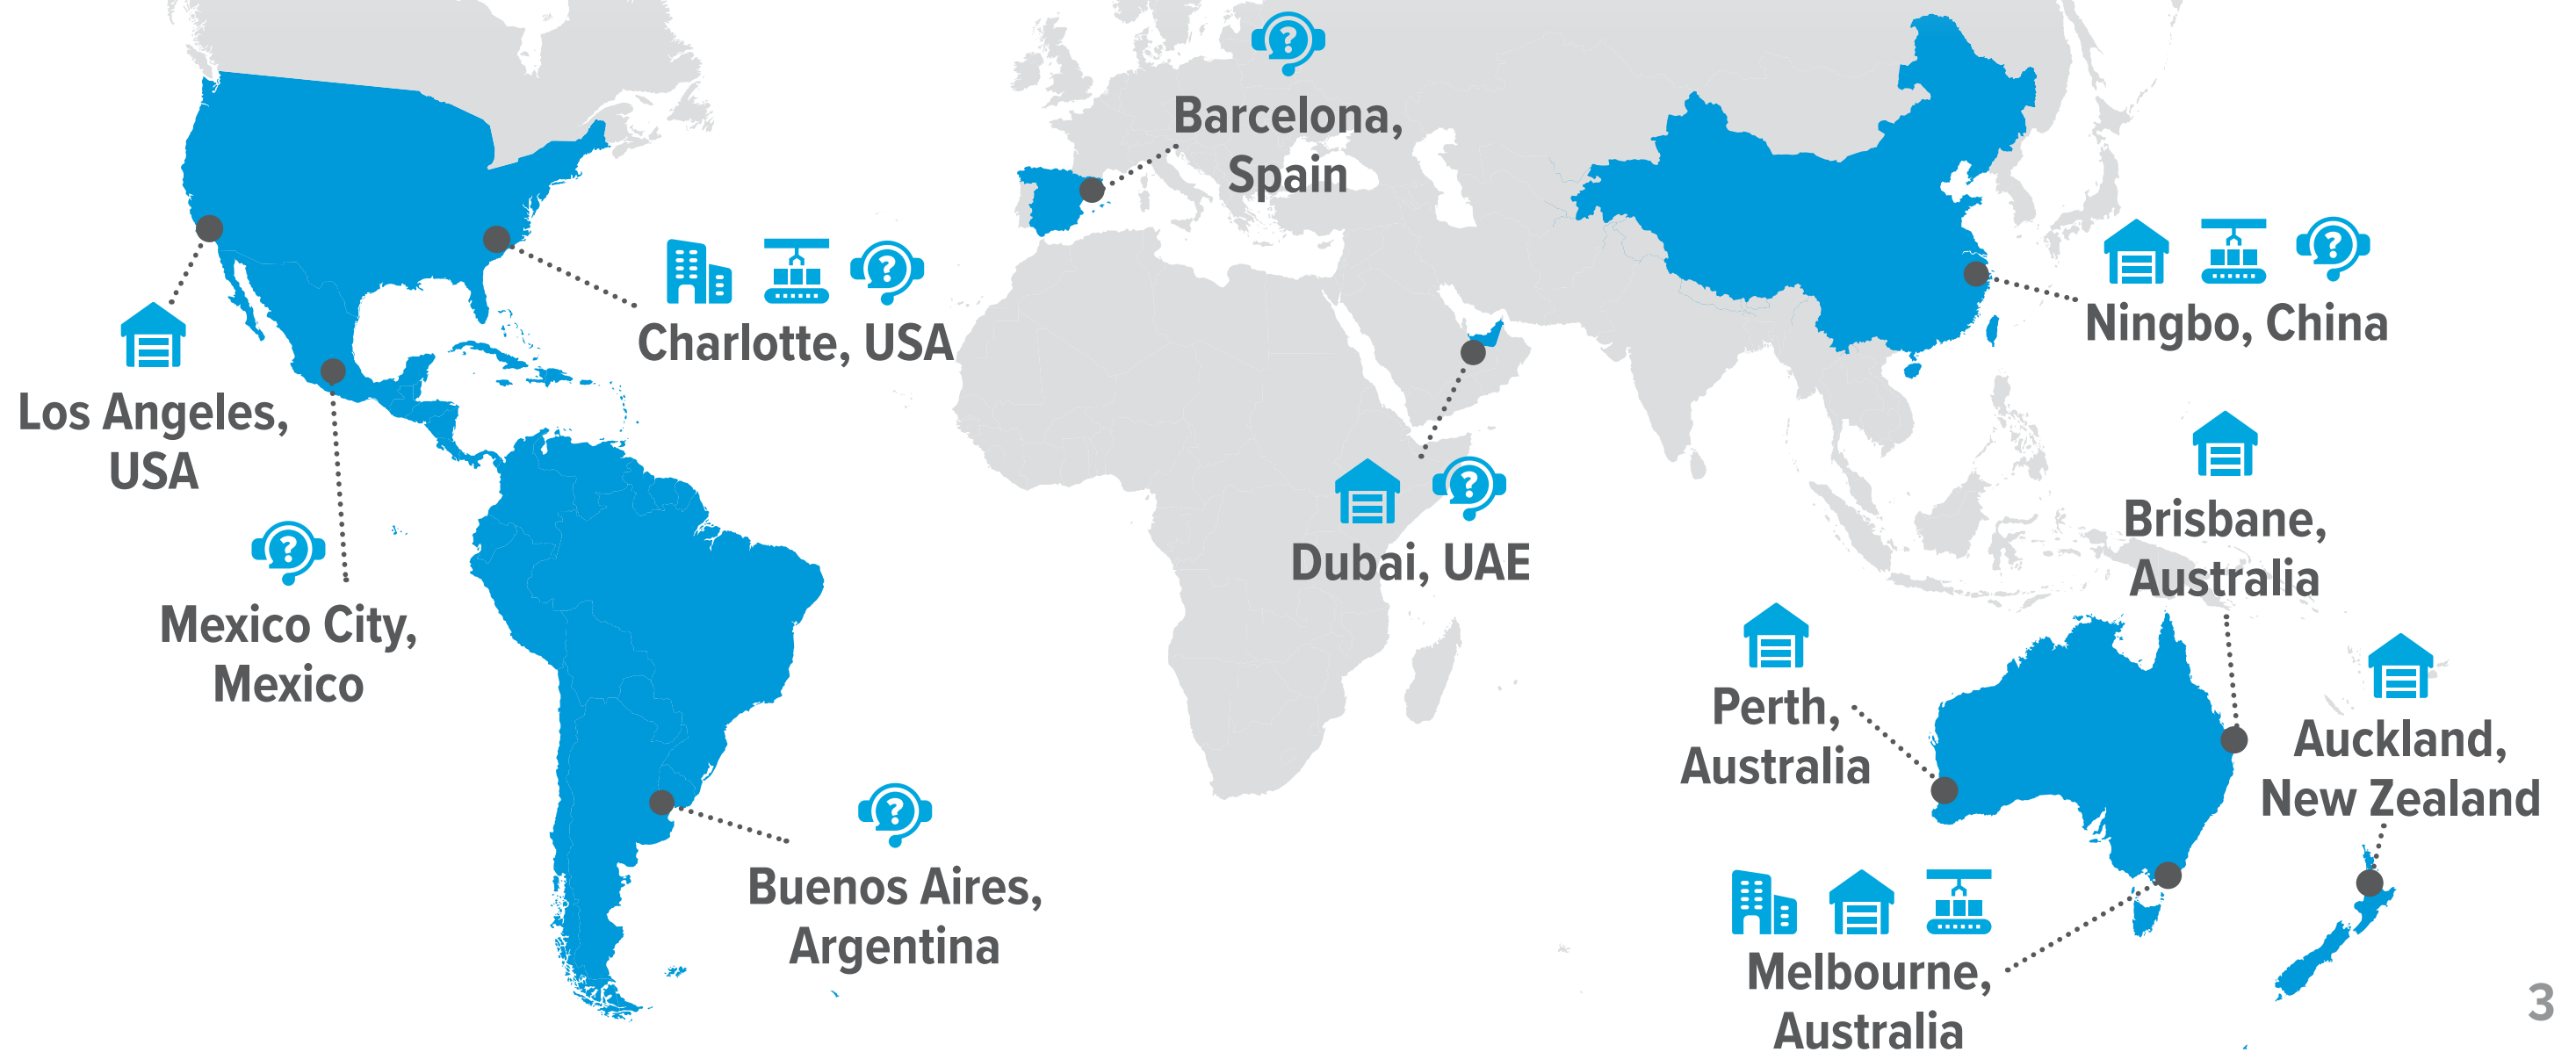 Barcelona,
Spain
Charlotte, USA
Ningbo, China
Los Angeles,
USA
Mexico City,
Mexico
Dubai, UAE
Brisbane,
Australia
Perth,
Australia
Auckland,
New Zealand
Buenos Aires,
Argentina
Melbourne,
Australia
3